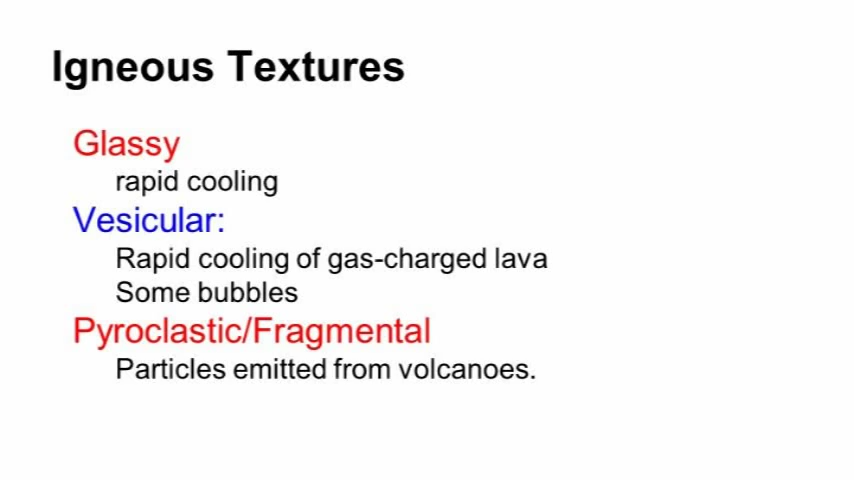 Igneous Textures
Glassy
rapid cooling
Vesicular:
Rapid cooling of gas-charged lava
Some bubbles
Pyroclastic/Fragmental
Particles emitted from volcanoes.